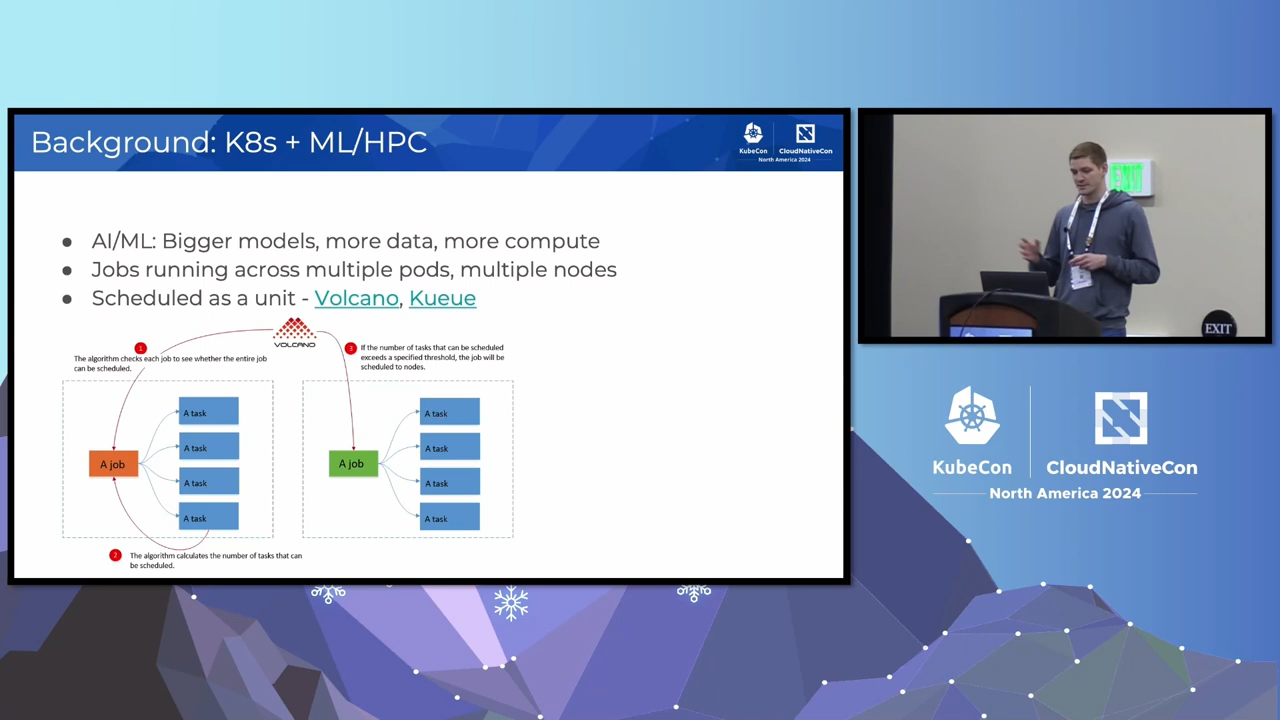 Background: K8s + ML/HPC
KubeCon
CloudNativeCon
North America 2024
● AI/ML: Bigger models, more data, more compute
● Jobs running across multiple pods, multiple nodes
● Scheduled as a unit - Volcano, Kueue
VOLCANO
1
The algorithm checks each job to see whether the entire job
can be scheduled.
3
If the number of tasks that can be scheduled
exceeds a specified threshold, the job will be
scheduled to nodes.
A job
A task
A task
A task
A task
A job
A task
A task
A task
A task
2
The algorithm calculates the number of tasks that can
be scheduled.
EXIT
EXIT
KubeCon
CloudNativeCon
North America 2024